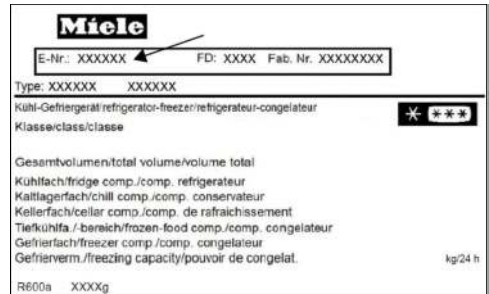 Miele
E-Nr.: XXXXXX FD: XXXX Fab. Nr. XXXXXXXX
Type: XXXXXX XXXXXX
Kühl-Gefriergerät/refrigerator-freezer/refrigerateur-congelateur
Klasse/class/classe
Gesamtvolumen/total volume/volume total
Kühlfach/fridge comp./comp. refrigerateur
Kaltlagerfach/chill comp./comp. conservateur
Kellerfach/cellar comp./comp. de rafraichissement
Tiefkühlfa./-bereich/frozen-food comp./comp. congelateur
Gefrierfach/freezer comp./comp. congelateur
Gefrierverm./freezing capacity/pouvoir de congelat. kg/24 h
R600a XXXXg